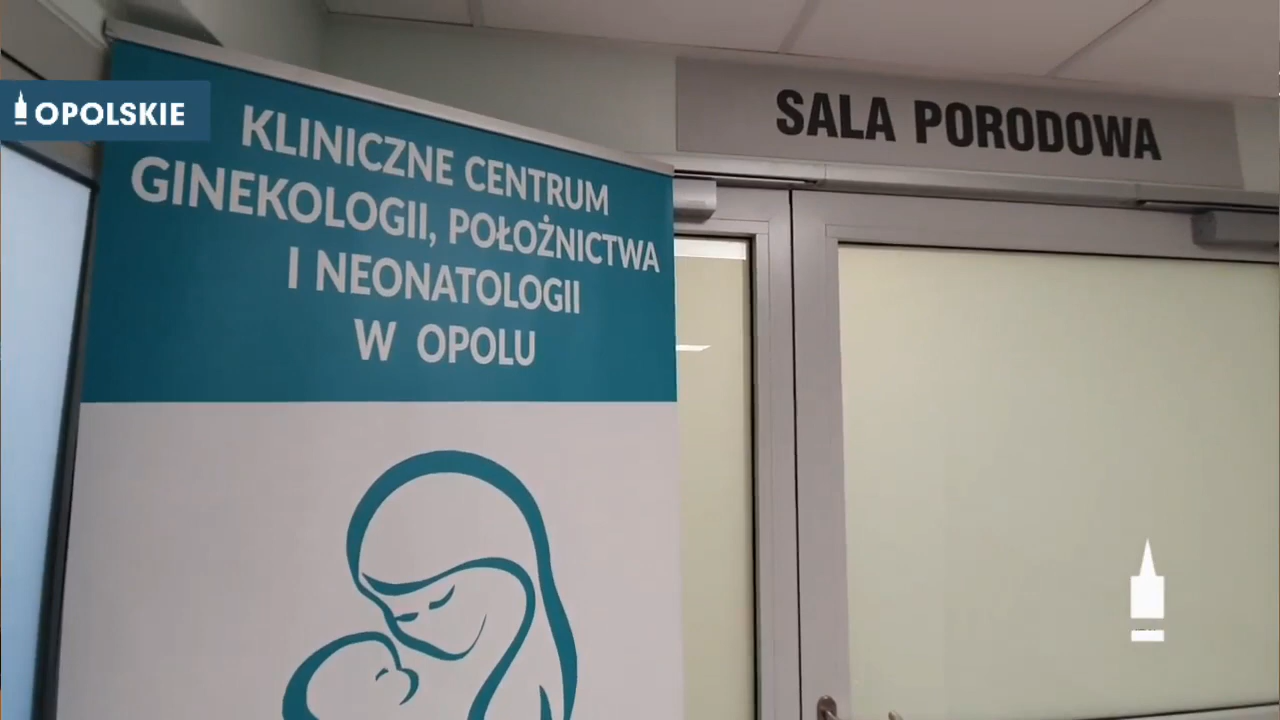 OPOLSKIE
KLINICZNE CENTRUM
GINEKOLOGII, POŁOŻNICTWA
I NEONATOLOGII
W OPOLU
SALA PORODOWA